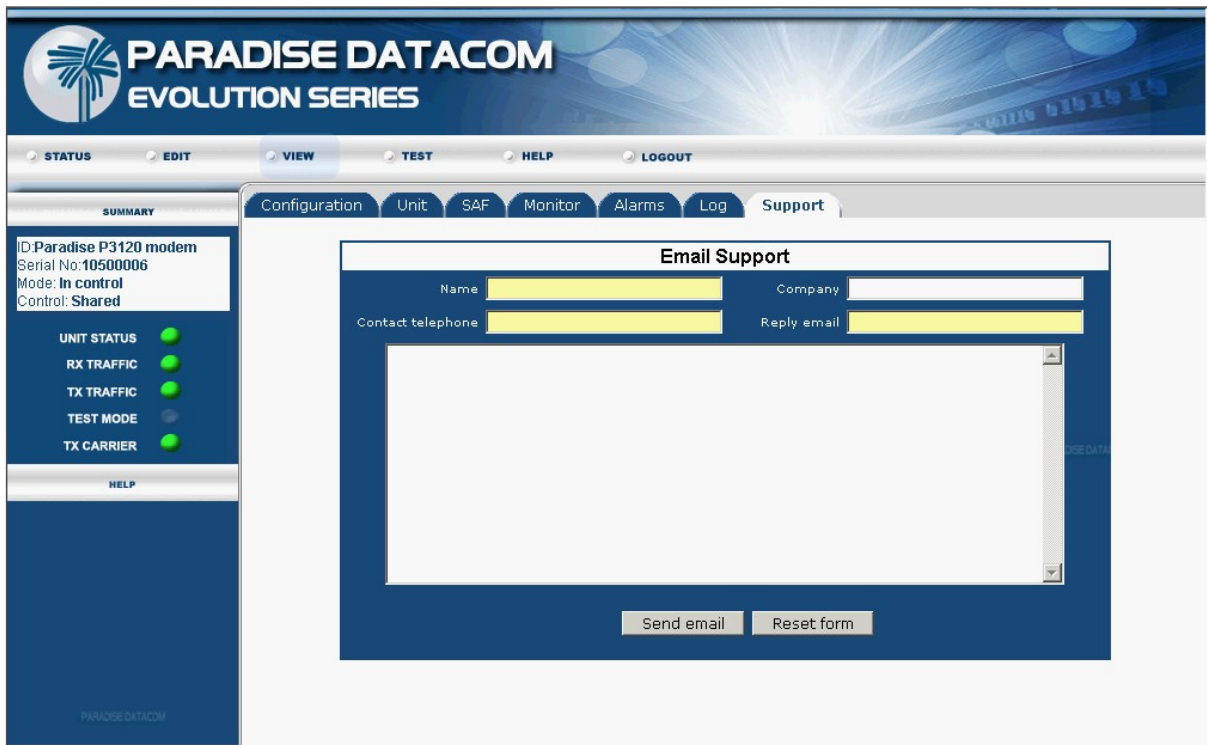 PARADISE DATACOM
EVOLUTION SERIES
STATUS EDIT VIEW TEST HELP LOGOUT
SUMMARY
Configuration Unit SAF Monitor Alarms Log Support
ID:Paradise P3120 modem
Serial No:10500006
Mode: In control
Control: Shared
UNIT STATUS
RX TRAFFIC
TX TRAFFIC
TEST MODE
TX CARRIER
HELP
PARADISE DATACOM
Email Support
Name Company
Contact telephone Reply email
Send email Reset form